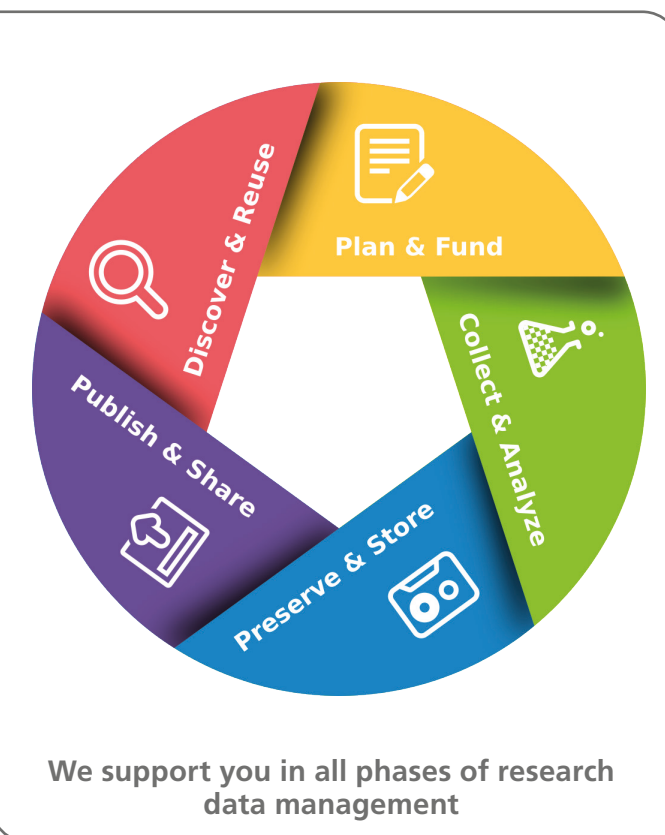 Plan & Fund
Collect & Analyze
Preserve & Store
Publish & Share
Discover & Reuse
We support you in all phases of research
data management